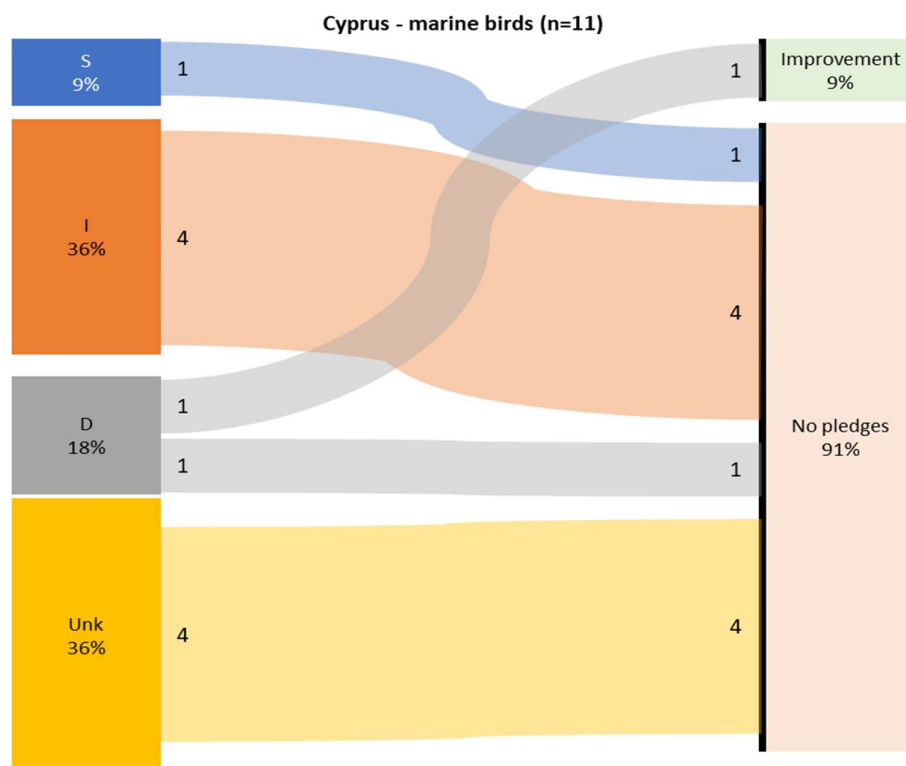 Cyprus - marine birds (n=11)
S
9%
1
I
36%
4
D
18%
1
1
Unk
36%
4
1
1
4
1
4
Improvement
9%
No pledges
91%